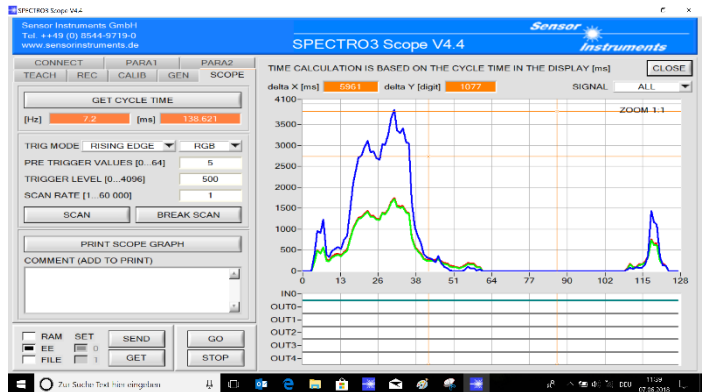 SPECTRO3 Scope V4.4
Sensor Instruments GmbH
Tel. ++49 (0) 8544-9719-0
www.sensorinstruments.de
SPECTRO3 Scope V4.4
Sensor
Instruments
CONNECT PARA1 PARA2
TEACH REC CALIB GEN SCOPE
TIME CALCULATION IS BASED ON THE CYCLE TIME IN THE DISPLAY [ms]
CLOSE
delta X [ms] 5961 delta Y [digit] 1077 SIGNAL ALL
GET CYCLE TIME
[Hz] 7.2 [ms] 138.621
TRIG MODE RISING EDGE RGB
PRE TRIGGER VALUES [0...64] 5
TRIGGER LEVEL [0...4096] 500
SCAN RATE [1...60 000] 1
SCAN BREAK SCAN
PRINT SCOPE GRAPH
COMMENT (ADD TO PRINT)
RAM SET SEND GO
EE 0
FILE 1 GET STOP
ZOOM 1:1
4100
3500
3000
2500
2000
1500
1000
500
0
0 13 26 38 51 64 77 90 102 115 128
IN0
OUT0
OUT1
OUT2
OUT3
OUT4
Zur Suche Text hier eingeben
DEU
11:39
07.06.2018